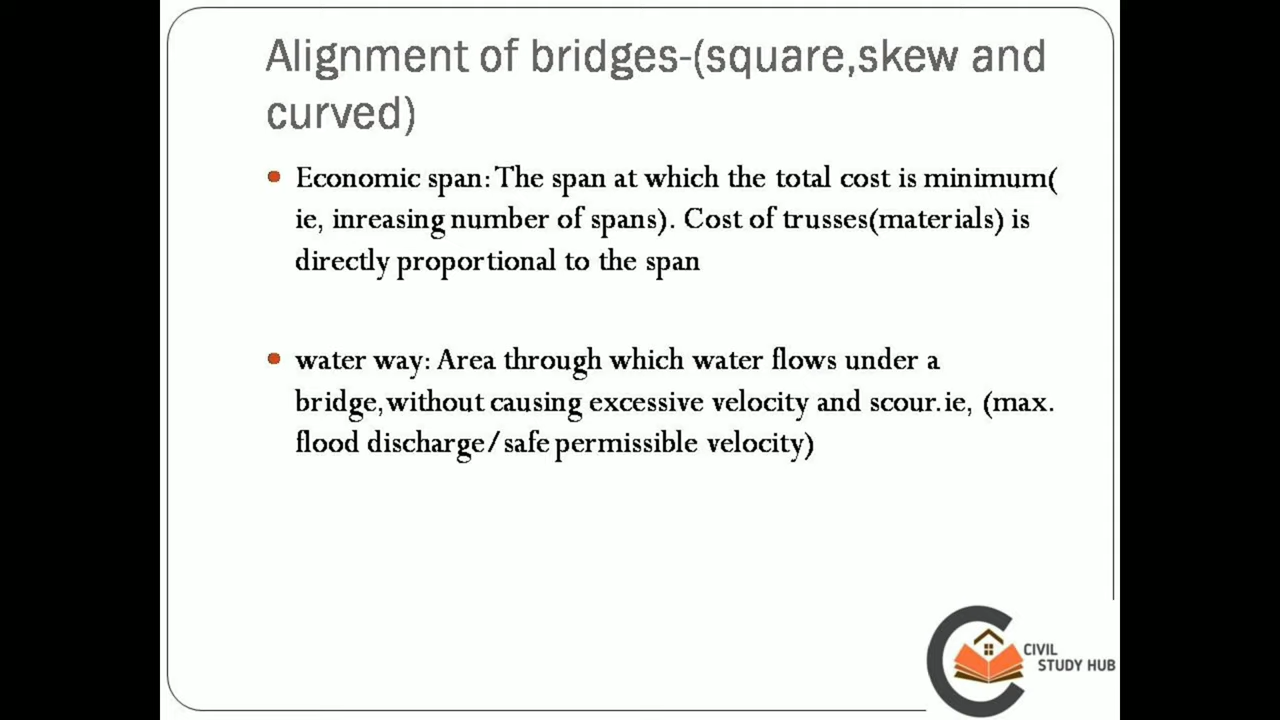 Alignment of bridges-(square,skew and
curved)
Economic span: The span at which the total cost is minimum(
ie, inreasing number of spans). Cost of trusses(materials) is
directly proportional to the span
water way: Area through which water flows under a
bridge,without causing excessive velocity and scour.ie, (max.
flood discharge/safe permissible velocity)
CIVIL
STUDY HUB